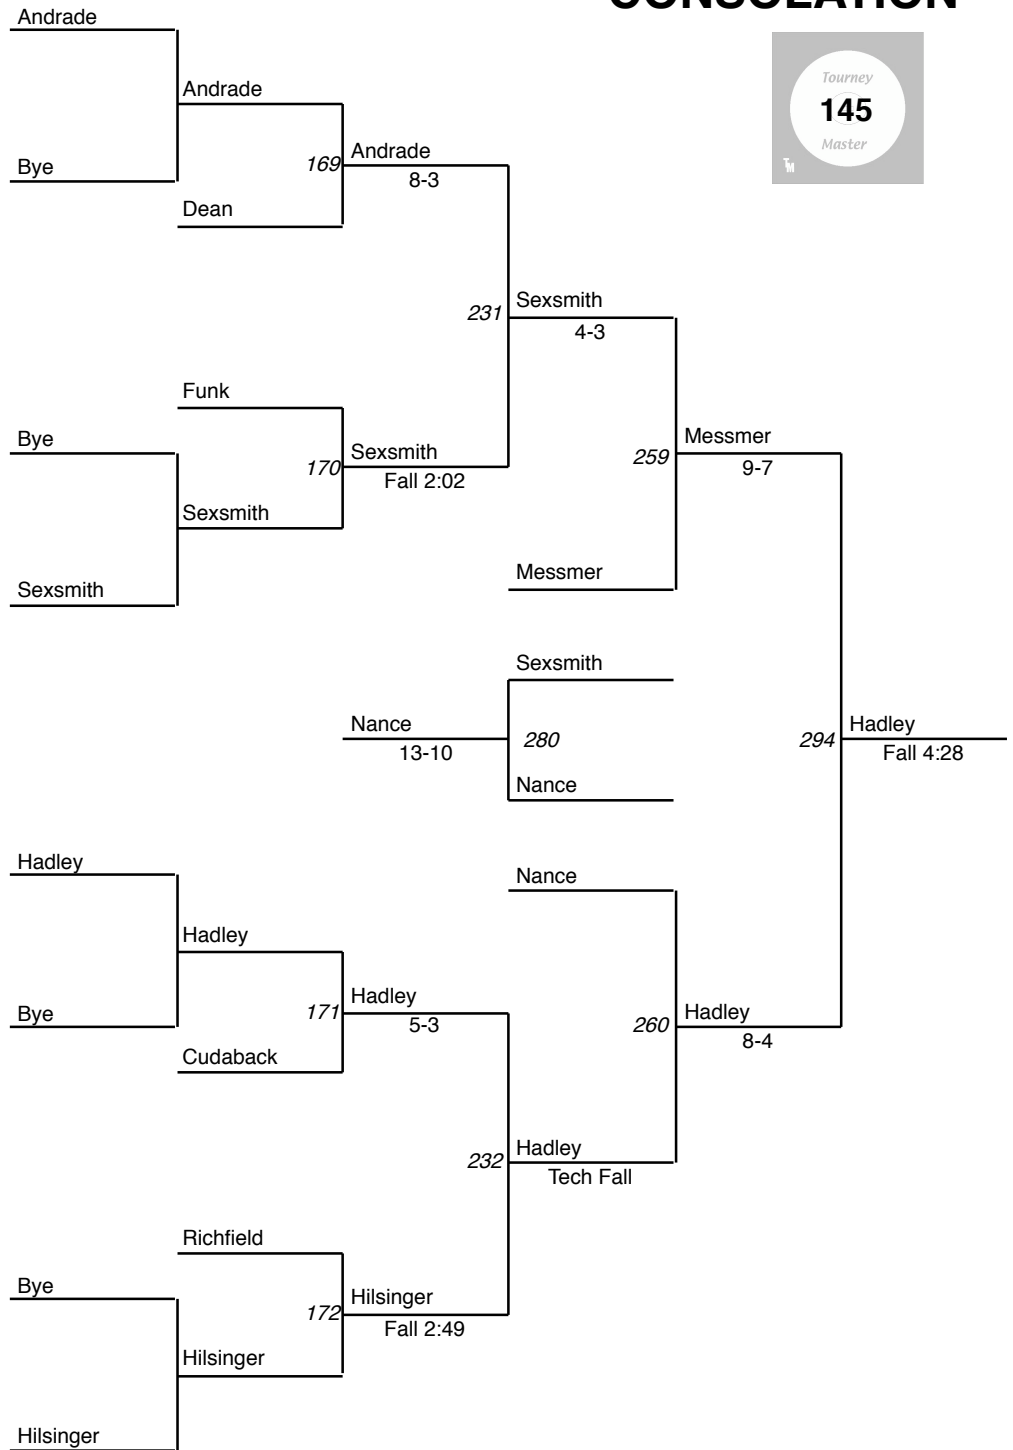 CONSOLATION
Andrade
Tourney
145
Master
TM
Andrade
Andrade
169
8-3
Bye
Dean
Sexsmith
231
4-3
Funk
Messmer
Bye
Sexsmith
259
170
9-7
Fall 2:02
Sexsmith
Messmer
Sexsmith
Sexsmith
Nance
Hadley
280
294
13-10
Fall 4:28
Nance
Hadley
Nance
Hadley
Hadley
171
Hadley
Bye
260
5-3
8-4
Cudaback
Hadley
232
Tech Fall
Richfield
Bye
Hilsinger
172
Fall 2:49
Hilsinger
Hilsinger